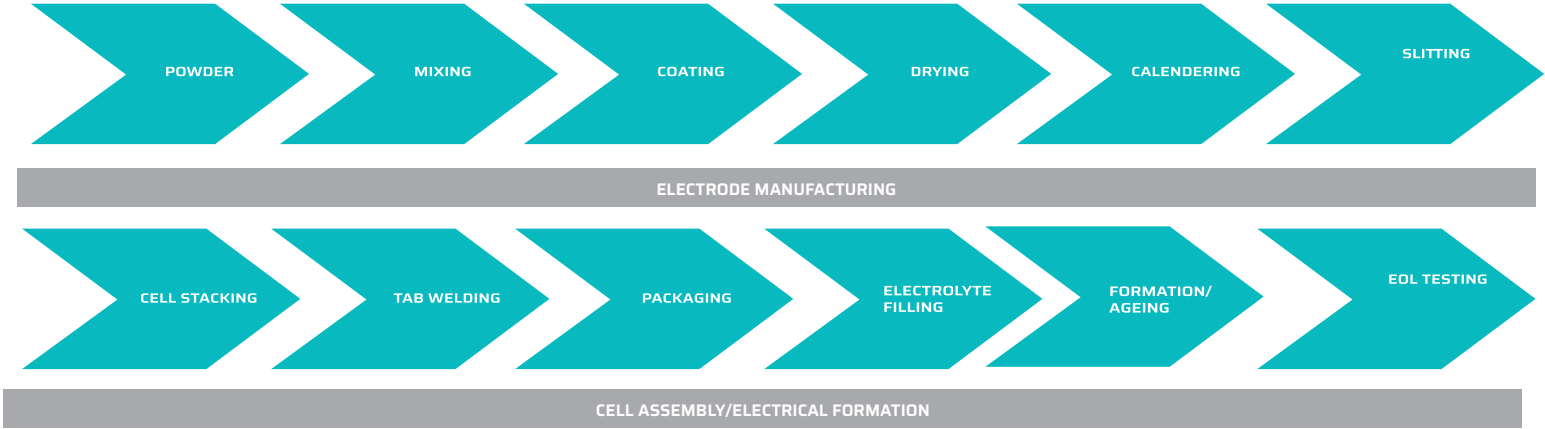 POWDER
MIXING
COATING
DRYING
CALENDERING
SLITTING
ELECTRODE MANUFACTURING
CELL STACKING
TAB WELDING
PACKAGING
ELECTROLYTE
FILLING
FORMATION/
AGEING
EOL TESTING
CELL ASSEMBLY/ELECTRICAL FORMATION